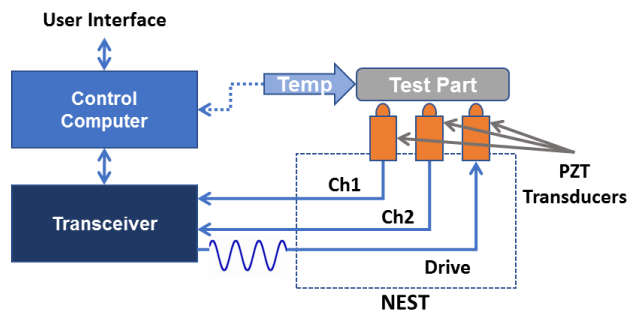 User Interface
Control
Computer
Temp
Test Part
Ch1
PZT
Transducers
Transceiver
Ch2
Drive
NEST